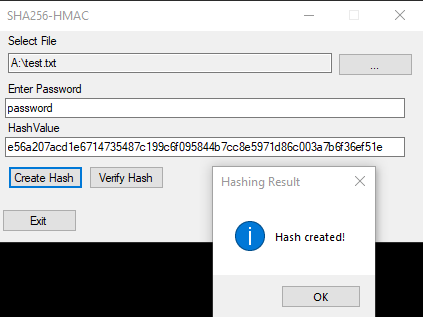 SHA256-HMAC
Select File
A:\test.txt
...
Enter Password
password
HashValue
e56a207acd1e6714735487c199c6f095844b7cc8e5971d86c003a7b6f36ef51e
Create Hash Verify Hash
Hashing Result
Exit
Hash created!
OK